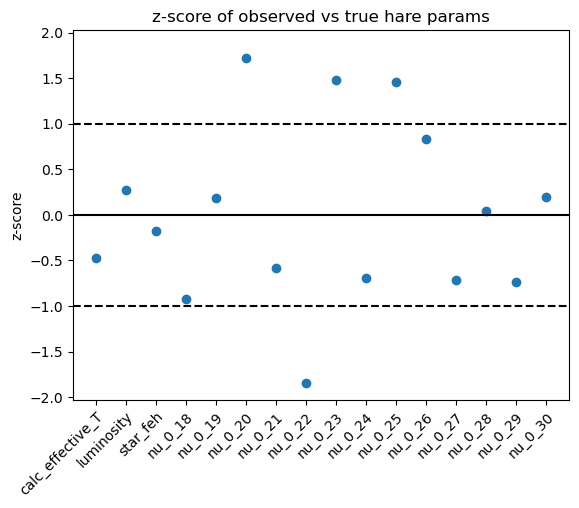 z-score of observed vs true hare params
z-score
2.0
1.5
1.0
0.5
0.0
−0.5
−1.0
−1.5
−2.0
calc_effective_T
luminosity
star_feh
nu_0_18
nu_0_19
nu_0_20
nu_0_21
nu_0_22
nu_0_23
nu_0_24
nu_0_25
nu_0_26
nu_0_27
nu_0_28
nu_0_29
nu_0_30